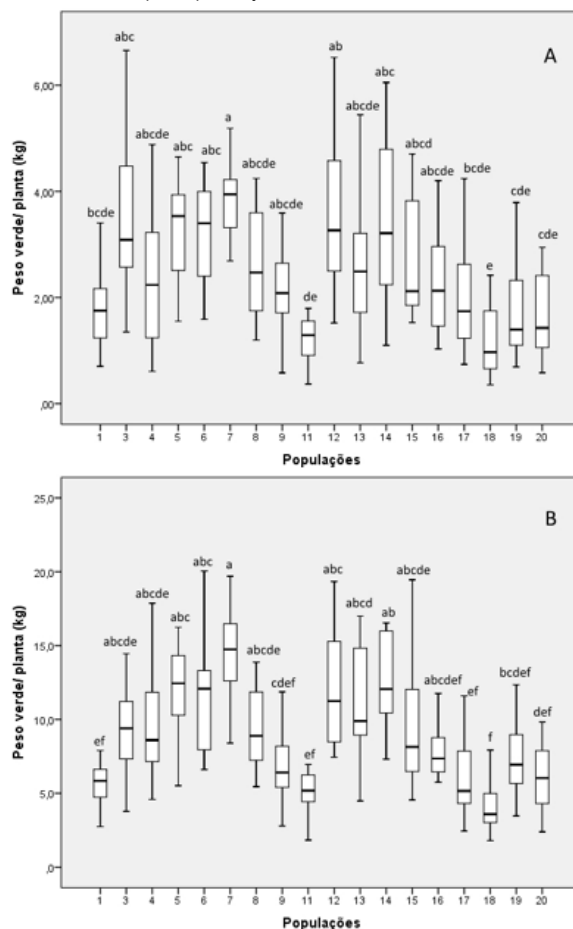 A
Peso verde/ planta (kg)
6,00
4,00
2,00
,00
bcde abc abcde abc abc a abcde abcde de ab abcde abc abcd abcde bcde e cde cde
1 3 4 5 6 7 8 9 11 12 13 14 15 16 17 18 19 20
Populações
B
Peso verde/ planta (kg)
25,0
20,0
15,0
10,0
5,0
,0
ef abcde abcde abc abc a abcde cdef ef abc abcd ab abcde abcdef ef f bcdef def
1 3 4 5 6 7 8 9 11 12 13 14 15 16 17 18 19 20
Populações